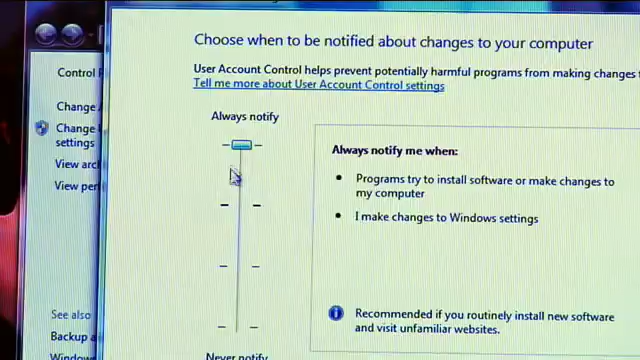 Choose when to be notified about changes to your computer
User Account Control helps prevent potentially harmful programs from making changes
Tell me more about User Account Control settings
Always notify
Always notify me when:
Programs try to install software or make changes to
my computer
I make changes to Windows settings
Recommended if you routinely install new software
and visit unfamiliar websites.
Never notify
Control
Change
Change
settings
View
View
See also
Backup
Windows